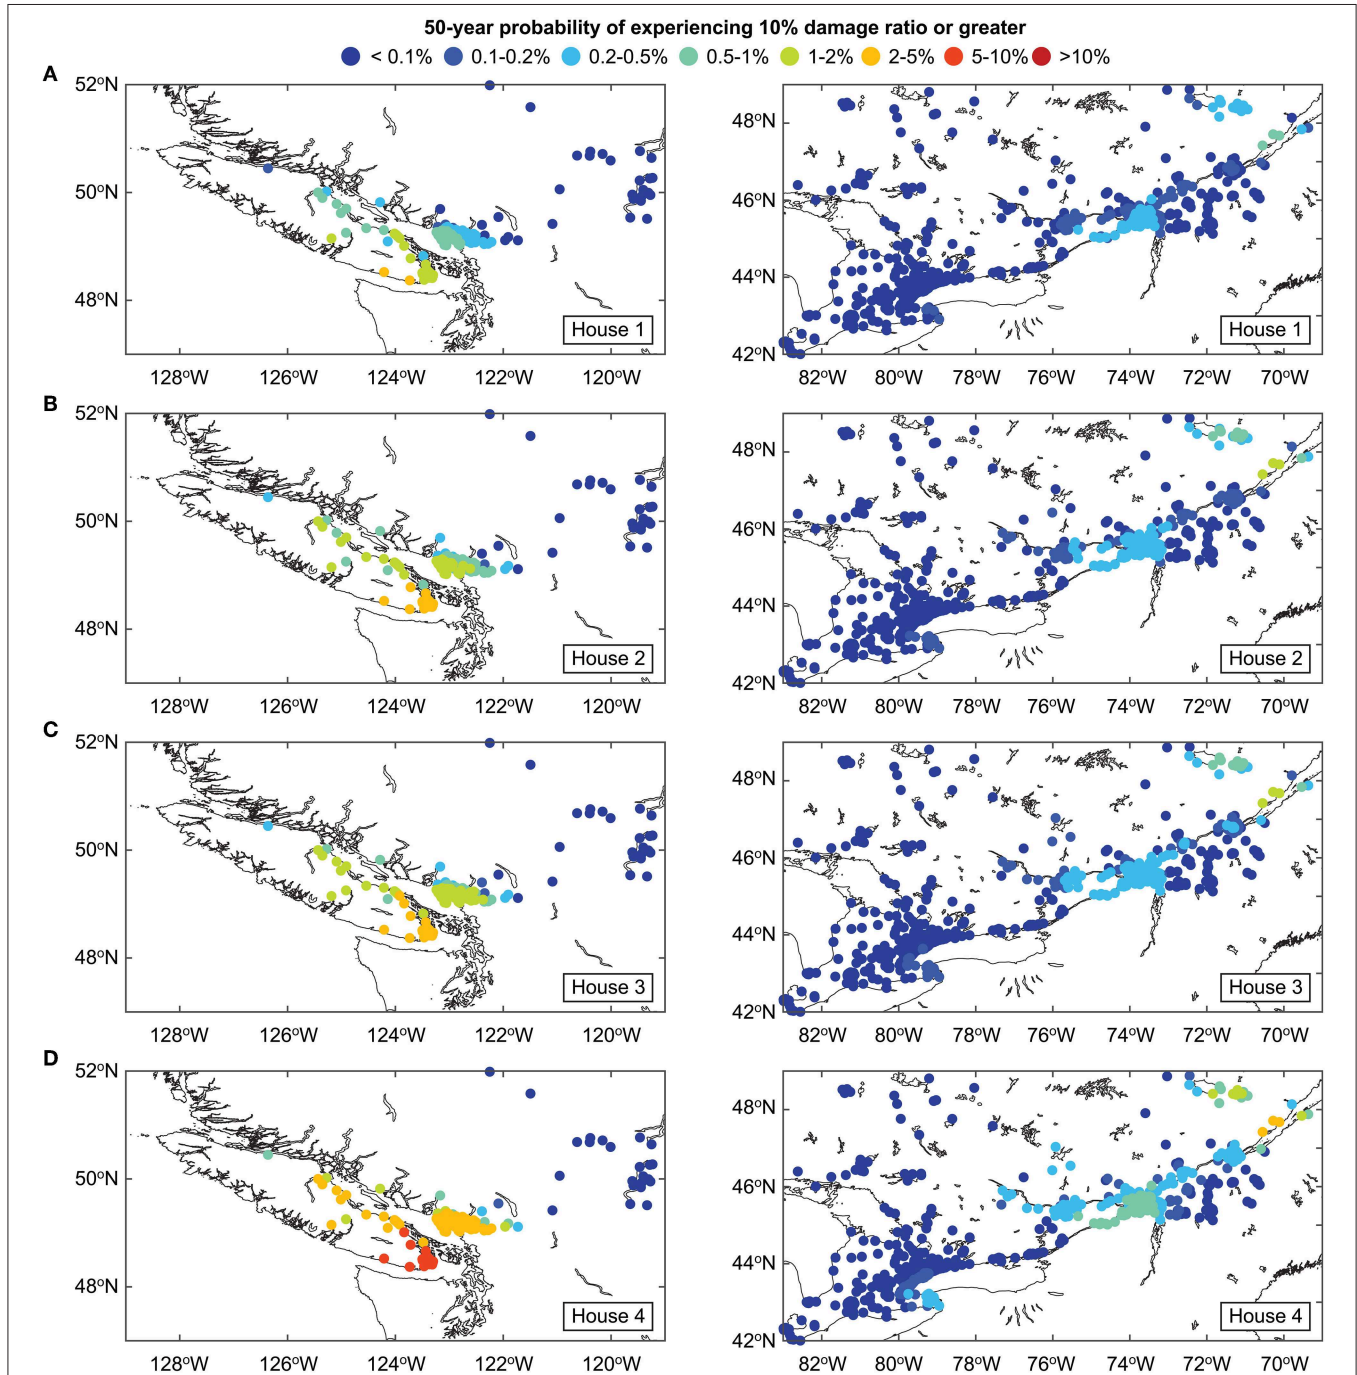 50-year probability of experiencing 10% damage ratio or greater
< 0.1% 0.1-0.2% 0.2-0.5% 0.5-1% 1-2% 2-5% 5-10% >10%
A
52°N
50°N
48°N
House 1
128°W 126°W 124°W 122°W 120°W
48°N
46°N
44°N
42°N
House 1
82°W 80°W 78°W 76°W 74°W 72°W 70°W
B
52°N
50°N
48°N
House 2
128°W 126°W 124°W 122°W 120°W
48°N
46°N
44°N
42°N
House 2
82°W 80°W 78°W 76°W 74°W 72°W 70°W
C
52°N
50°N
48°N
House 3
128°W 126°W 124°W 122°W 120°W
48°N
46°N
44°N
42°N
House 3
82°W 80°W 78°W 76°W 74°W 72°W 70°W
D
52°N
50°N
48°N
House 4
128°W 126°W 124°W 122°W 120°W
48°N
46°N
44°N
42°N
House 4
82°W 80°W 78°W 76°W 74°W 72°W 70°W